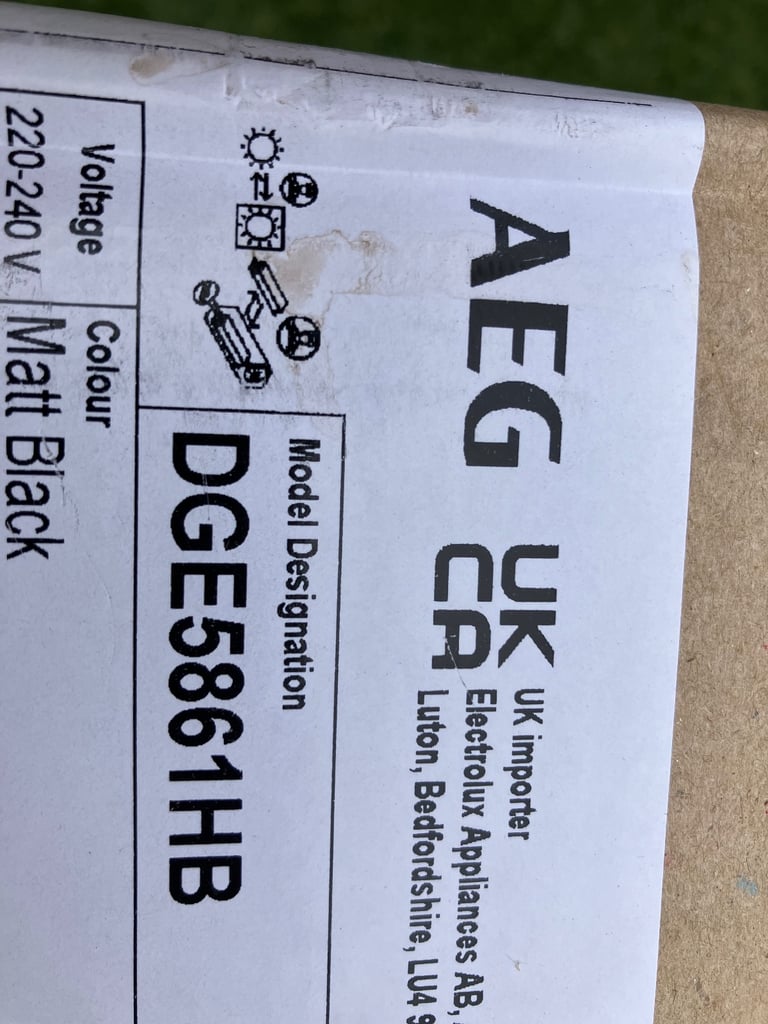 AEG
UK
CA
UK importer
Electrolux Appliances AB,
Luton, Bedfordshire, LU4 9
Model Designation
DGE5861HB
Voltage
220-240 V
Colour
Matt Black